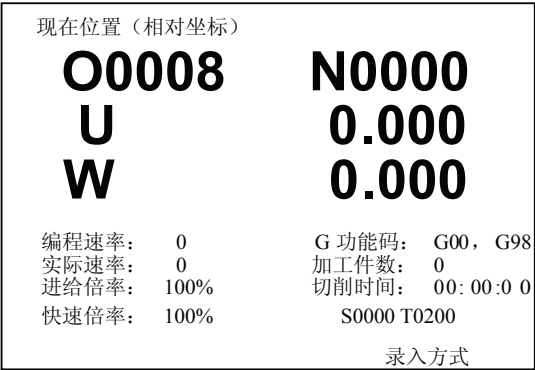 现在位置（相对坐标）
O0008 N0000
U 0.000
W 0.000
编程速率： 0 G 功能码： G00， G98
实际速率： 0 加工件数： 0
进给倍率： 100% 切削时间： 00: 00:0 0
快速倍率： 100% S0000 T0200
录入方式